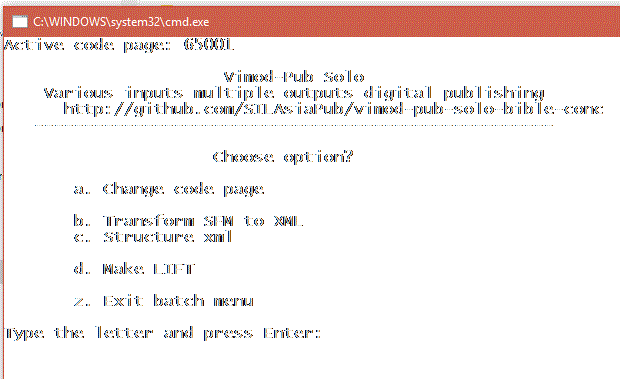 C:\WINDOWS\system32\cmd.exe
Active code page: 65001
Vimod-Pub Solo
Various inputs multiple outputs digital publishing
http://github.com/SILAsiaPub/vimod-pub-solo-bible-conc
Choose option?
a. Change code page
b. Transform SFM to XML
c. Structure xml
d. Make LIFT
z. Exit batch menu
Type the letter and press Enter: